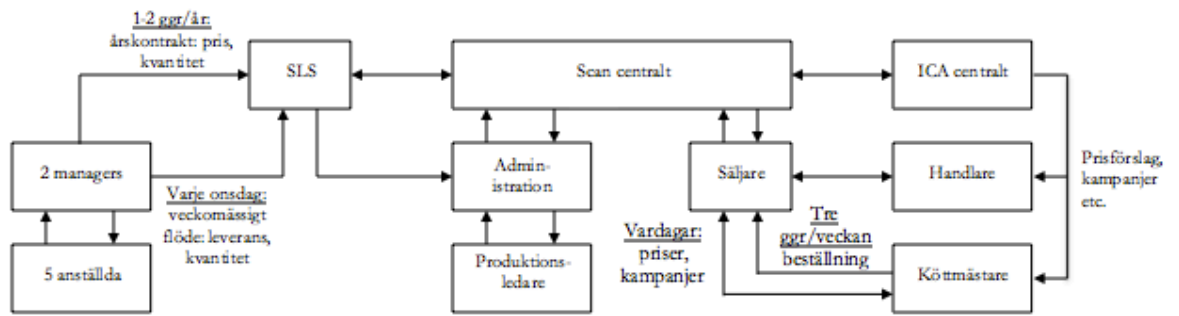 1-2 ggr/år:
årskontrakt: pris,
kvantitet
SLS
Scan centralt
ICA centralt
2 managers
Varje onsdag:
veckomässigt
flöde: leverans,
kvantitet
5 anställda
Admin-
istration
Produktions-
ledare
Säljare
Handlare
Prisförslag,
kampanjer
etc.
Vardagar:
priser,
kampanjer
Tre
ggr/veckan
beställning
Köttmästare